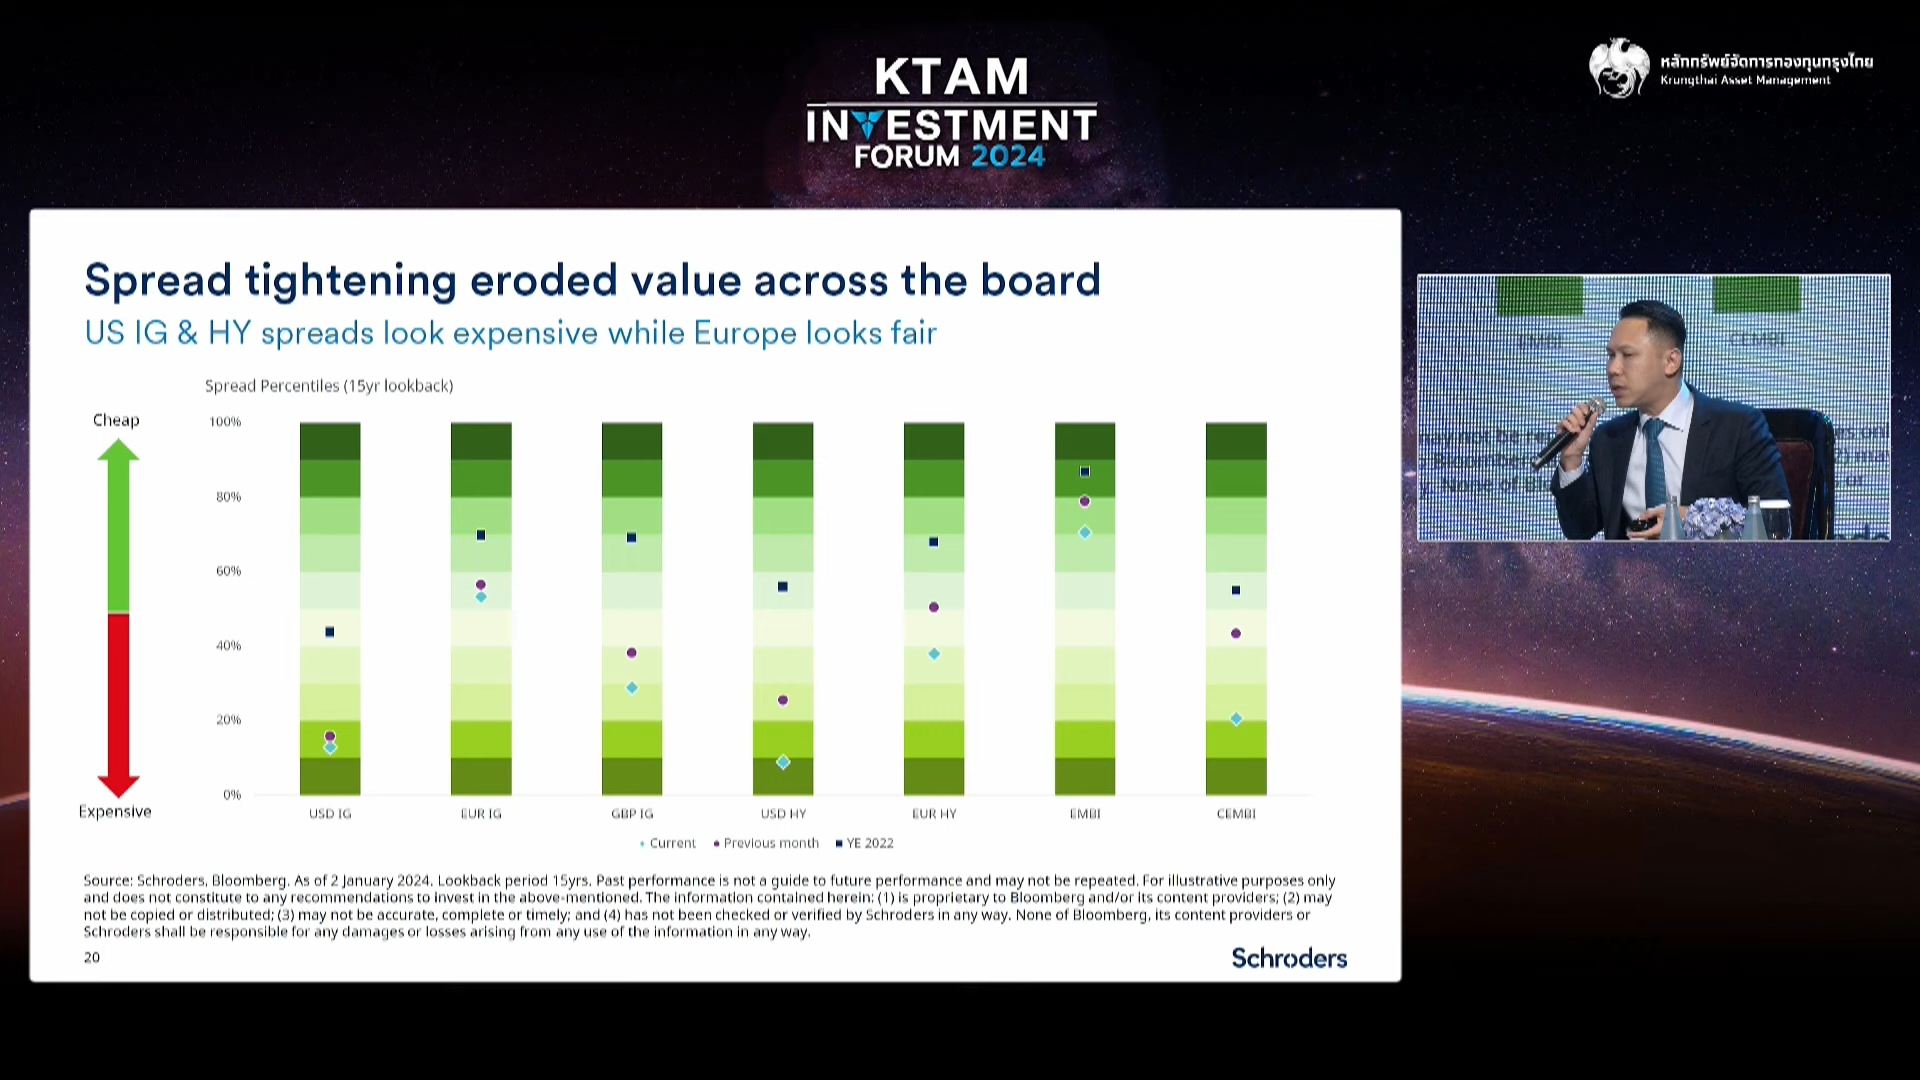 KTAM
INVESTMENT
FORUM 2024
หลักทรัพย์จัดการกองทุนกรุงไทย
Krungthai Asset Management
Spread tightening eroded value across the board
US IG & HY spreads look expensive while Europe looks fair
Spread Percentiles (15yr lookback)
Cheap
Expensive
100%
80%
60%
40%
20%
0%
USD IG
EUR IG
GBP IG
USD HY
EUR HY
EMBI
CEMBI
Current
Previous month
YE 2022
Source: Schroders, Bloomberg. As of 2 January 2024. Lookback period 15yrs. Past performance is not a guide to future performance and may not be repeated. For illustrative purposes only
and does not constitute to any recommendations to invest in the above-mentioned. The information contained herein: (1) is proprietary to Bloomberg and/or its content providers; (2) may
not be copied or distributed; (3) may not be accurate, complete or timely; and (4) has not been checked or verified by Schroders in any way. None of Bloomberg, its content providers or
Schroders shall be responsible for any damages or losses arising from any use of the information in any way.
20
Schroders
EMBI
CEMBI